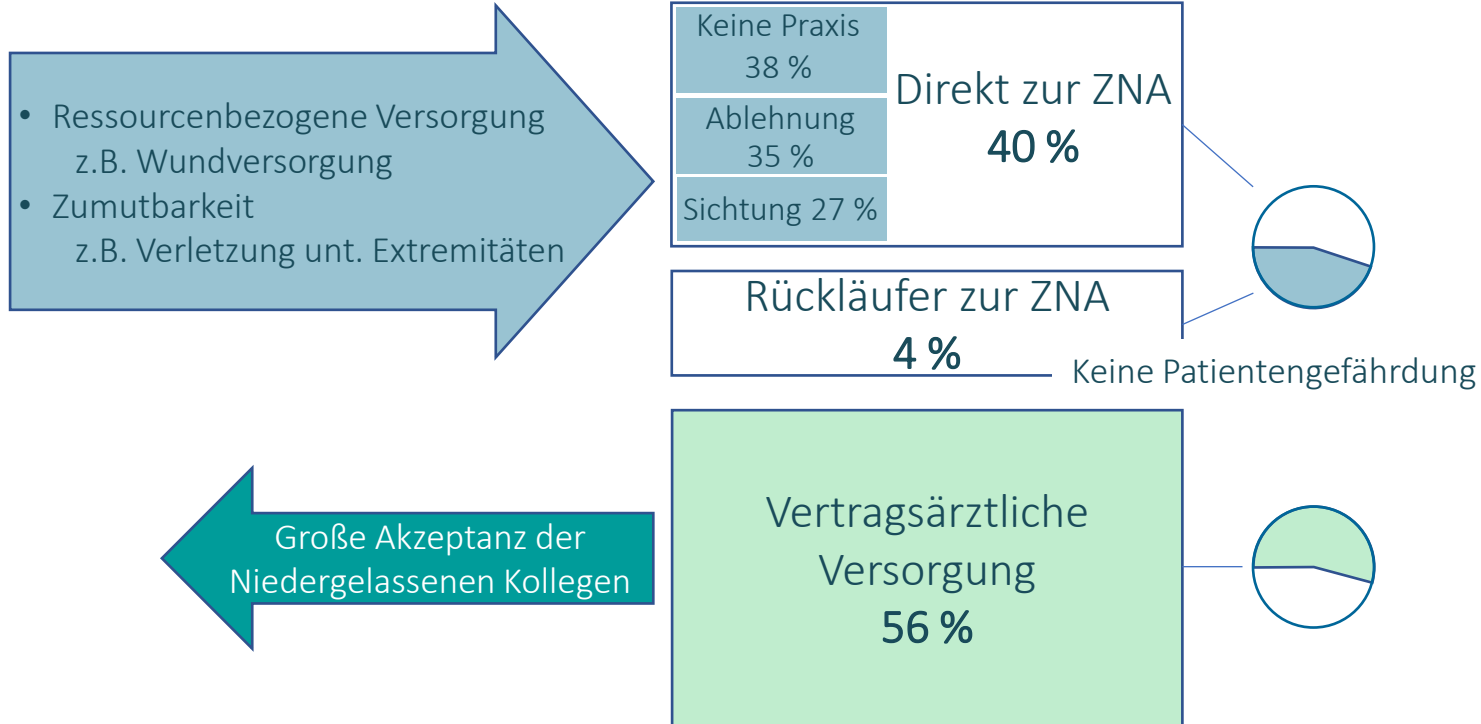 • Ressourcenbezogene Versorgung
z.B. Wundversorgung
• Zumutbarkeit
z.B. Verletzung unt. Extremitäten
Keine Praxis
38 %
Ablehnung
35 %
Sichtung 27 %
Direkt zur ZNA
40 %
Rückläufer zur ZNA
4 %
Keine Patientengefährdung
Große Akzeptanz der
Niedergelassenen Kollegen
Vertragsärztliche
Versorgung
56 %